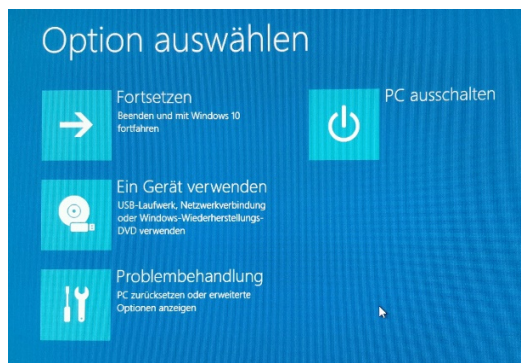 Option auswählen
Fortsetzen
Beenden und mit Windows 10
fortfahren
PC ausschalten
Ein Gerät verwenden
USB-Laufwerk, Netzwerkverbindung
oder Windows-Wiederherstellungs-
DVD verwenden
Problembehandlung
PC zurücksetzen oder erweiterte
Optionen anzeigen